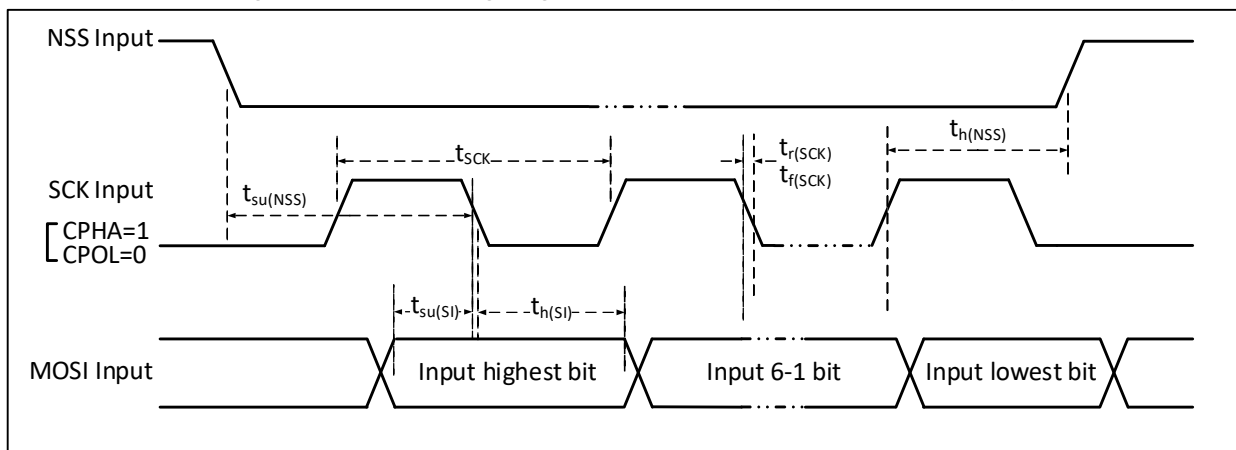 NSS Input
t_h(NSS)
t_SCK
t_r(SCK)
t_f(SCK)
SCK Input
t_su(NSS)
CPHA=1
CPOL=0
t_su(SI)
t_h(SI)
MOSI Input
Input highest bit
Input 6-1 bit
Input lowest bit